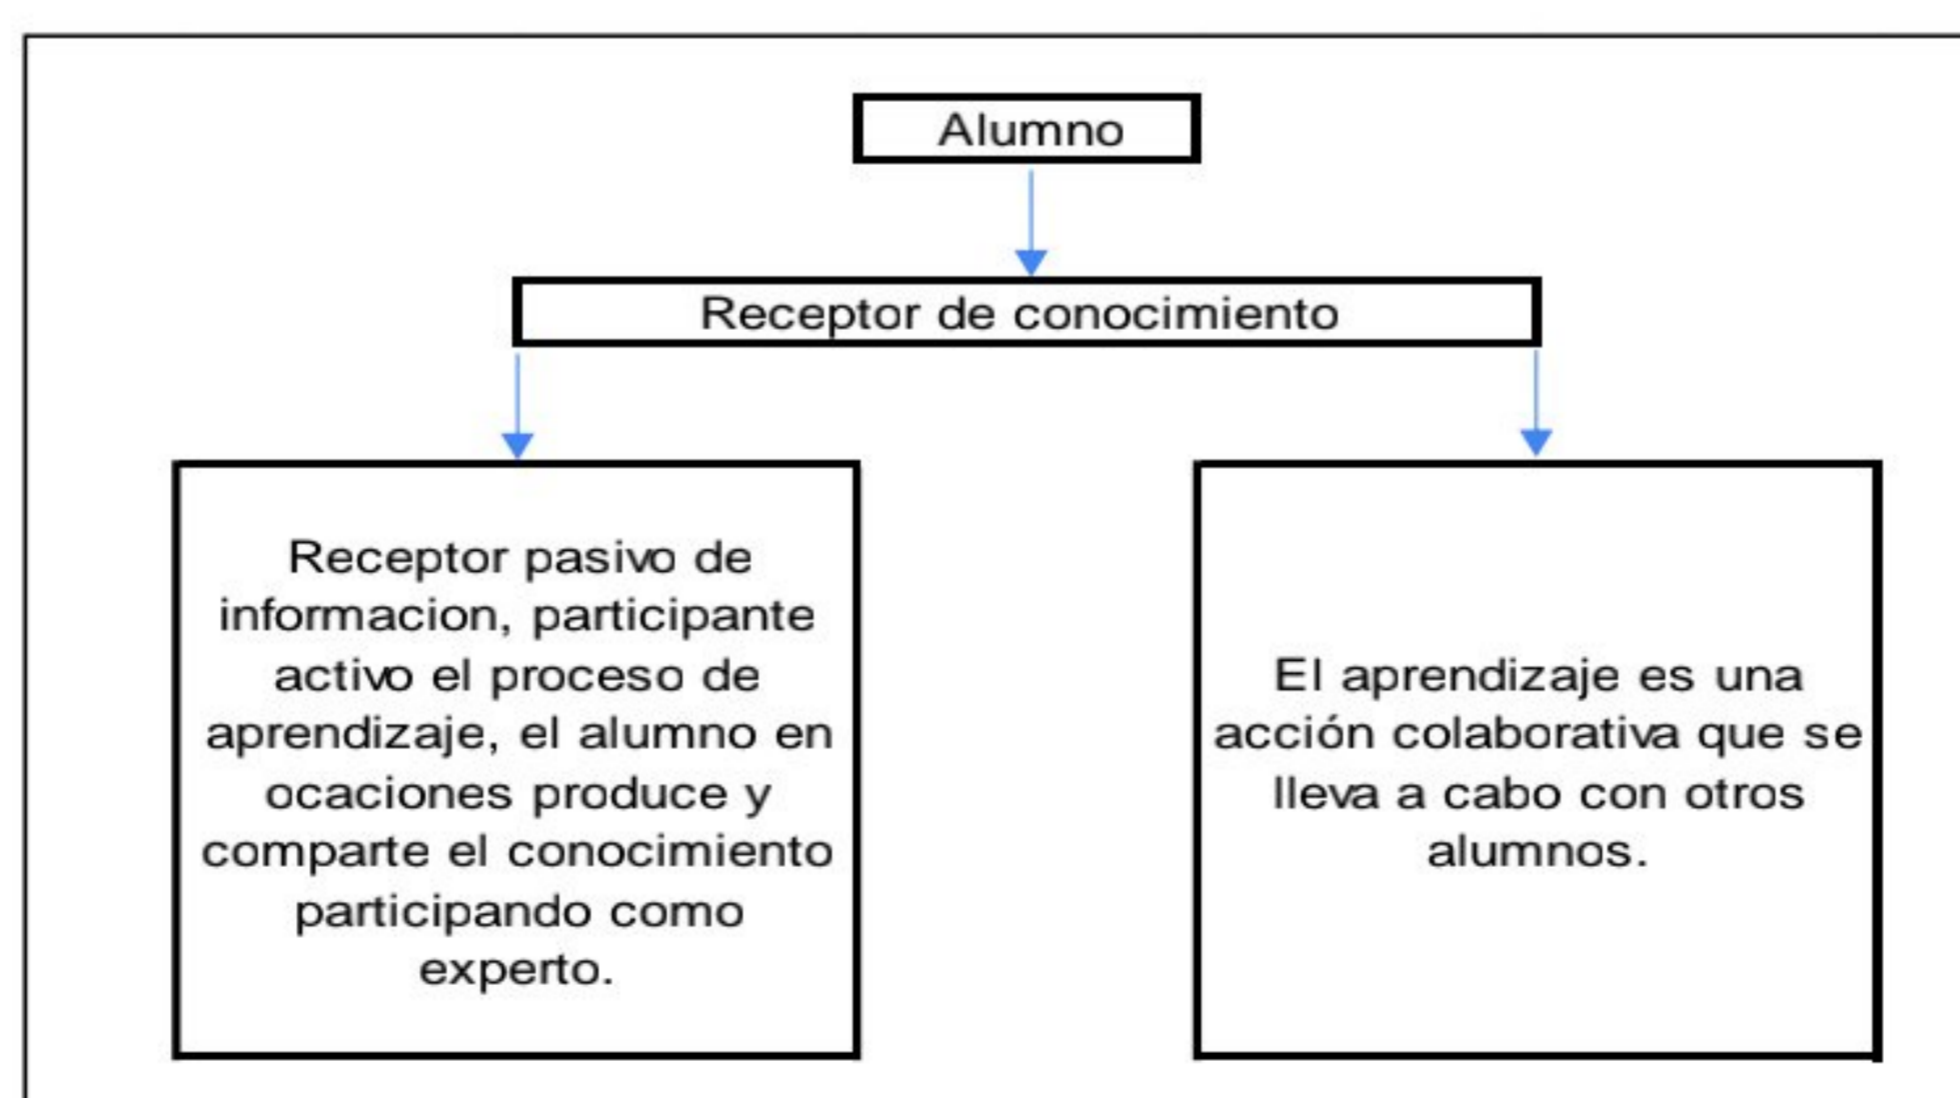 Alumno
Receptor de conocimiento
Receptor pasivo de
informacion, participante
activo el proceso de
aprendizaje, el alumno en
ocaciones produce y
comparte el conocimiento
participando como
experto.
El aprendizaje es una
acción colaborativa que se
lleva a cabo con otros
alumnos.